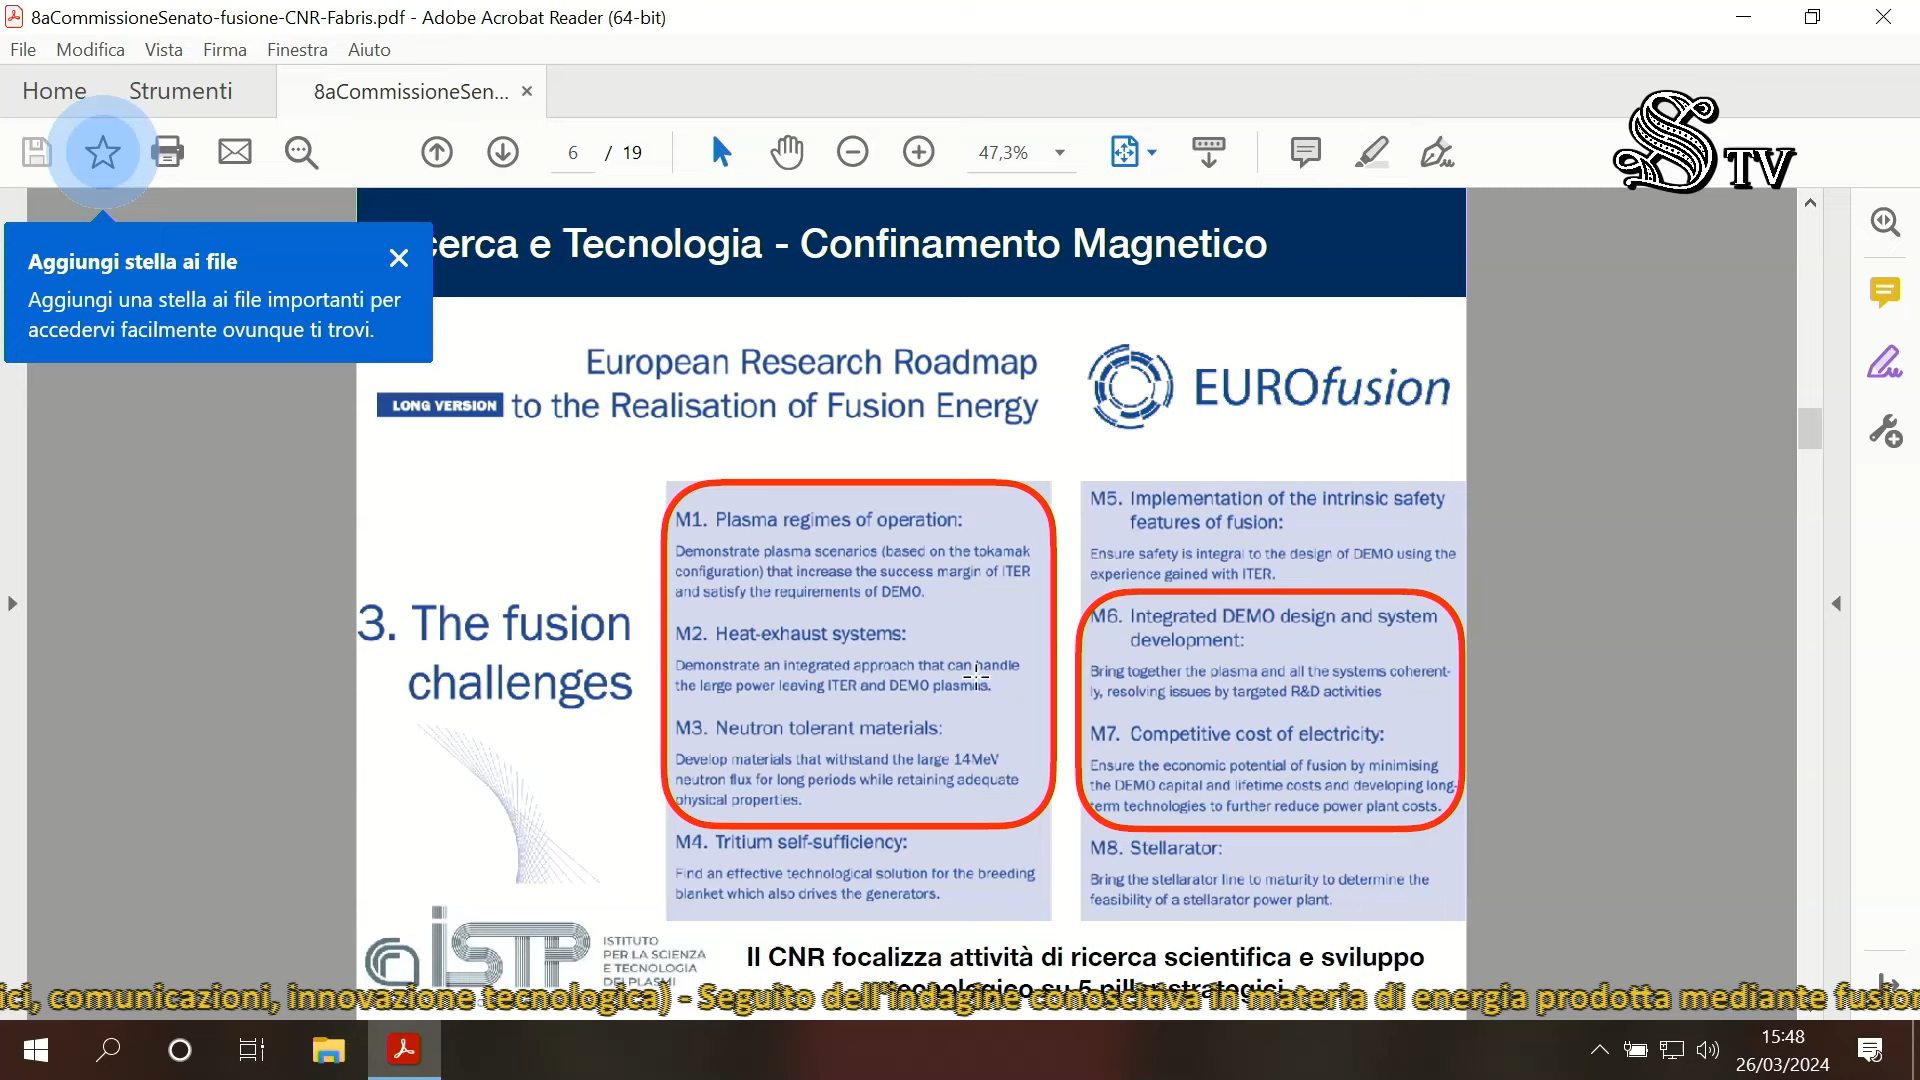 8aCommissioneSenato-fusione-CNR-Fabris.pdf - Adobe Acrobat Reader (64-bit)
File Modifica Vista Firma Finestra Aiuto
Home Strumenti 8aCommissioneSen...
6 / 19 47,3%
S TV
Aggiungi stella ai file
Aggiungi una stella ai file importanti per
accedervi facilmente ovunque ti trovi.
cerca e Tecnologia - Confinamento Magnetico
European Research Roadmap
LONG VERSION to the Realisation of Fusion Energy
EUROfusion
3. The fusion
challenges
M1. Plasma regimes of operation:
Demonstrate plasma scenarios (based on the tokamak
configuration) that increase the success margin of ITER
and satisfy the requirements of DEMO.
M2. Heat-exhaust systems:
Demonstrate an integrated approach that can handle
the large power leaving ITER and DEMO plasmas.
M3. Neutron tolerant materials:
Develop materials that withstand the large 14MeV
neutron flux for long periods while retaining adequate
physical properties.
M4. Tritium self-sufficiency:
Find an effective technological solution for the breeding
blanket which also drives the generators.
M5. Implementation of the intrinsic safety
features of fusion:
Ensure safety is integral to the design of DEMO using the
experience gained with ITER.
M6. Integrated DEMO design and system
development:
Bring together the plasma and all the systems coherent-
ly, resolving issues by targeted R&D activities
M7. Competitive cost of electricity:
Ensure the economic potential of fusion by minimising
the DEMO capital and lifetime costs and developing long-
term technologies to further reduce power plant costs.
M8. Stellarator:
Bring the stellarator line to maturity to determine the
feasibility of a stellarator power plant.
iSTP
ISTITUTO
PER LA SCIENZA
E TECNOLOGIA
DEI PLASMI
Il CNR focalizza attività di ricerca scientifica e sviluppo
tecnologico su 5 pillar strategici
ici, comunicazioni, innovazione tecnologica) - Seguito dell'indagine conoscitiva in materia di energia prodotta mediante fusion
15:48
26/03/2024